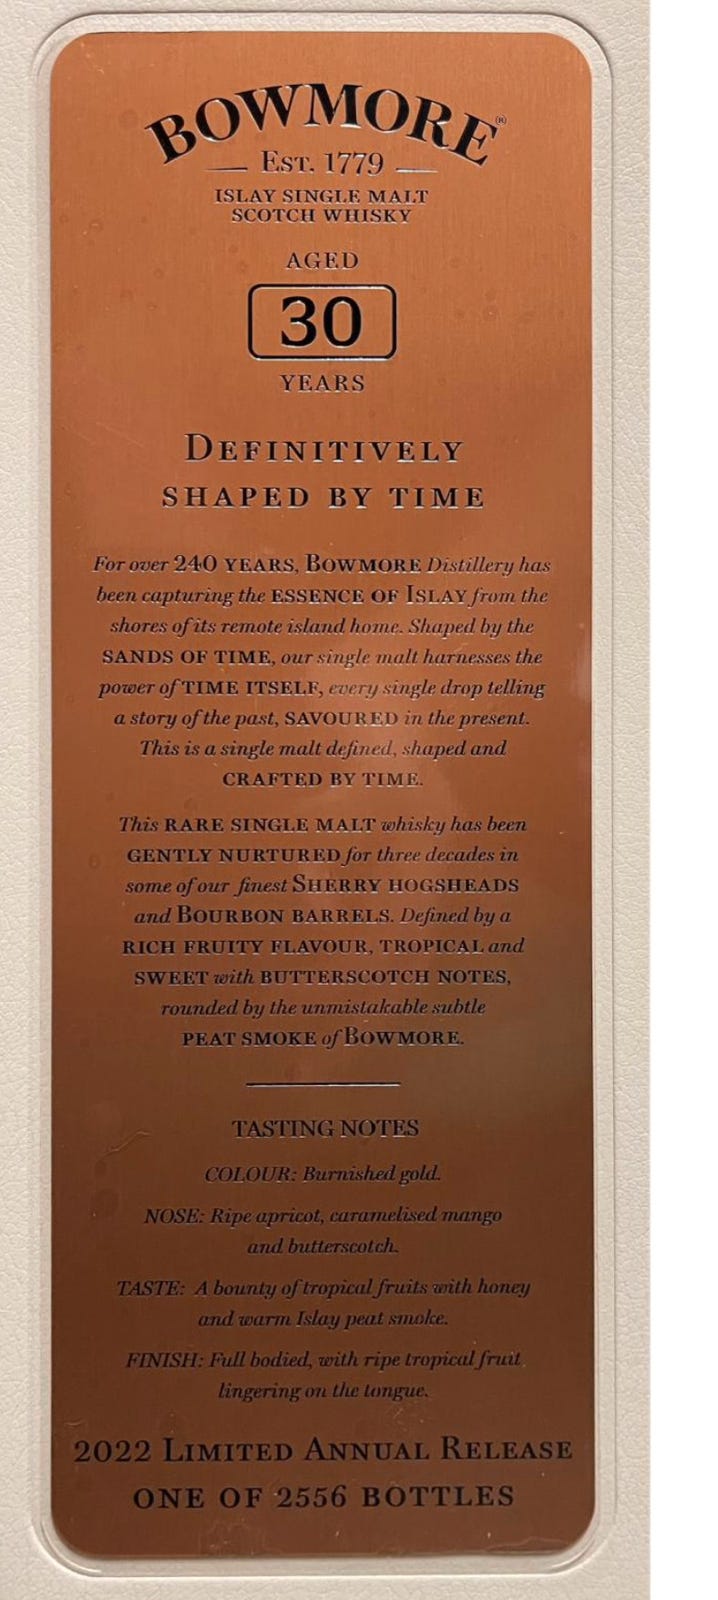 BOWMORE®
EST. 1779
ISLAY SINGLE MALT
SCOTCH WHISKY
AGED
30
YEARS
DEFINITIVELY
SHAPED BY TIME
For over 240 YEARS, BOWMORE Distillery has
been capturing the ESSENCE OF ISLAY from the
shores of its remote island home. Shaped by the
SANDS OF TIME, our single malt harnesses the
power of TIME ITSELF, every single drop telling
a story of the past, SAVOURED in the present.
This is a single malt defined, shaped and
CRAFTED BY TIME.
This RARE SINGLE MALT whisky has been
GENTLY NURTURED for three decades in
some of our finest SHERRY HOGSHEADS
and BOURBON BARRELS. Defined by a
RICH FRUITY FLAVOUR, TROPICAL and
SWEET with BUTTERSCOTCH NOTES,
rounded by the unmistakable subtle
PEAT SMOKE of BOWMORE.
TASTING NOTES
COLOUR: Burnished gold.
NOSE: Ripe apricot, caramelised mango
and butterscotch.
TASTE: A bounty of tropical fruits with honey
and warm Islay peat smoke.
FINISH: Full bodied, with ripe tropical fruit
lingering on the tongue.
2022 LIMITED ANNUAL RELEASE
ONE OF 2556 BOTTLES